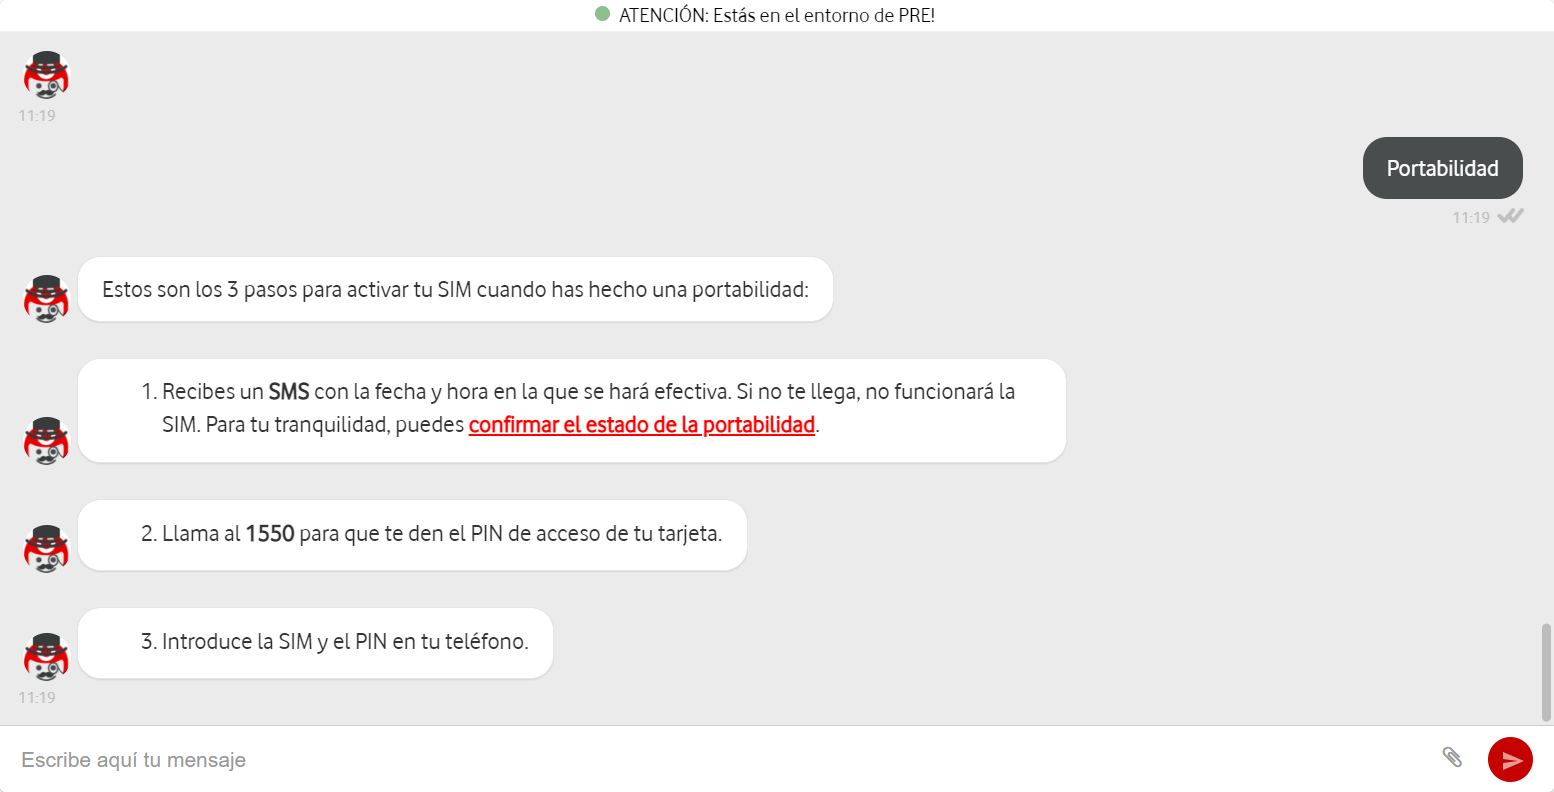 ATENCIÓN: Estás en el entorno de PRE!
11:19
Portabilidad
11:19
Estos son los 3 pasos para activar tu SIM cuando has hecho una portabilidad:
1. Recibes un SMS con la fecha y hora en la que se hará efectiva. Si no te llega, no funcionará la
SIM. Para tu tranquilidad, puedes confirmar el estado de la portabilidad.
2. Llama al 1550 para que te den el PIN de acceso de tu tarjeta.
3. Introduce la SIM y el PIN en tu teléfono.
11:19
Escribe aquí tu mensaje